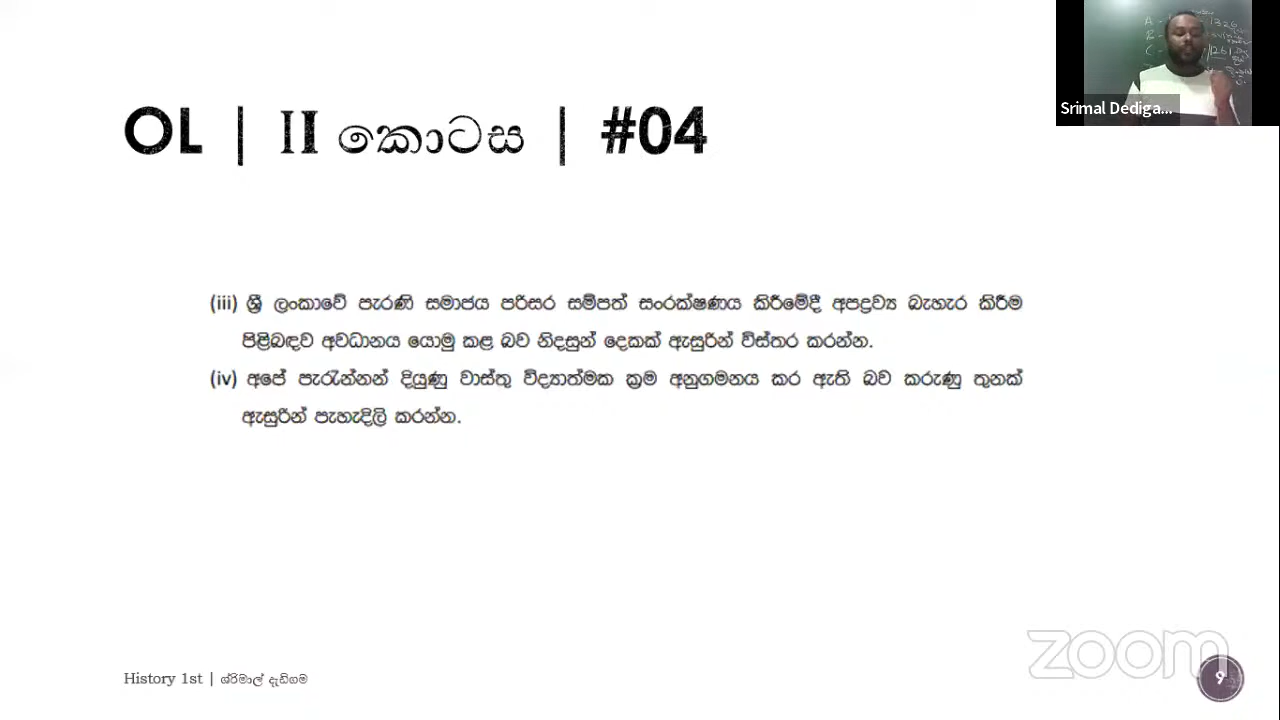 OL | II කොටස | #04
Srimal Dediga...
(iii) ශ්‍රී ලංකාවේ පැරණි සමාජය පරිසර සම්පත් සංරක්ෂණය කිරීමේදී අපද්‍රව්‍ය බැහැර කිරීම
පිළිබඳව අවධානය යොමු කළ බව නිදසුන් දෙකක් ඇසුරින් විස්තර කරන්න.
(iv) අපේ පැරැන්නන් දියුණු වාස්තු විද්‍යාත්මක ක්‍රම අනුගමනය කර ඇති බව කරුණු තුනක්
ඇසුරින් පැහැදිලි කරන්න.
zoom
History 1st | ශ්රිමාල් දැඩිගම
9